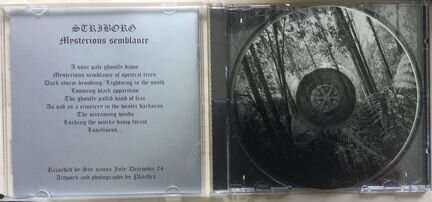 STRIBORG
Mysterious semblance
A sour pale ghostly dawn
Mysterious semblance of spectral trees
Dark storm brooding/Lightning in the south
Looming black apparition
The ghostly pallid hand of fear
As sad as a cemetery in the winter darkness
The screaming winds
Lurking the murky damp forest
Loneliness...
Recorded by Sin-nanna July-December 04
Artwork and photography by Phaedra